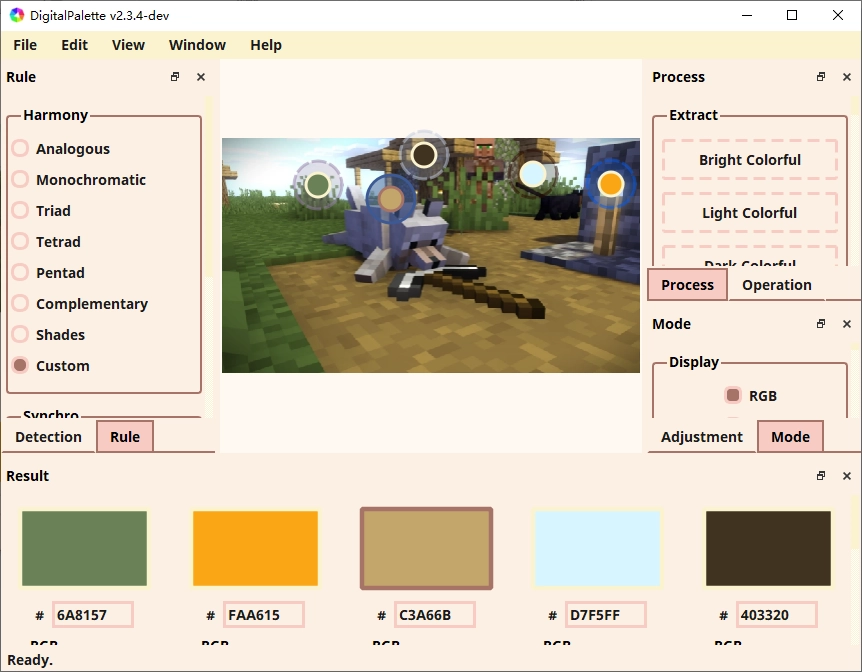 DigitalPalette v2.3.4-dev
File Edit View Window Help
Rule
Harmony
Analogous
Monochromatic
Triad
Tetrad
Pentad
Complementary
Shades
Custom
Synchro
Detection Rule
Process
Extract
Bright Colorful
Light Colorful
Dark Colorful
Process Operation
Mode
Display
RGB
Adjustment Mode
Result
# 6A8157 # FAA615 # C3A66B # D7F5FF # 403320
RGB RGB RGB RGB RGB
Ready.